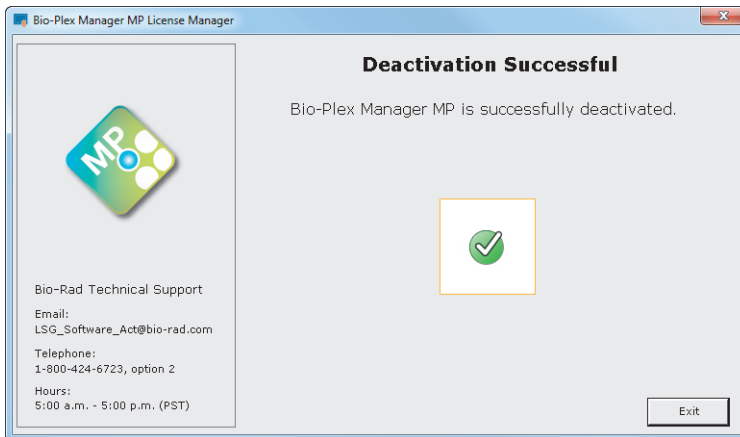 Bio-Plex Manager MP License Manager
Deactivation Successful
Bio-Plex Manager MP is successfully deactivated.
MP
Bio-Rad Technical Support
Email:
LSG_Software_Act@bio-rad.com
Telephone:
1-800-424-6723, option 2
Hours:
5:00 a.m. - 5:00 p.m. (PST)
Exit